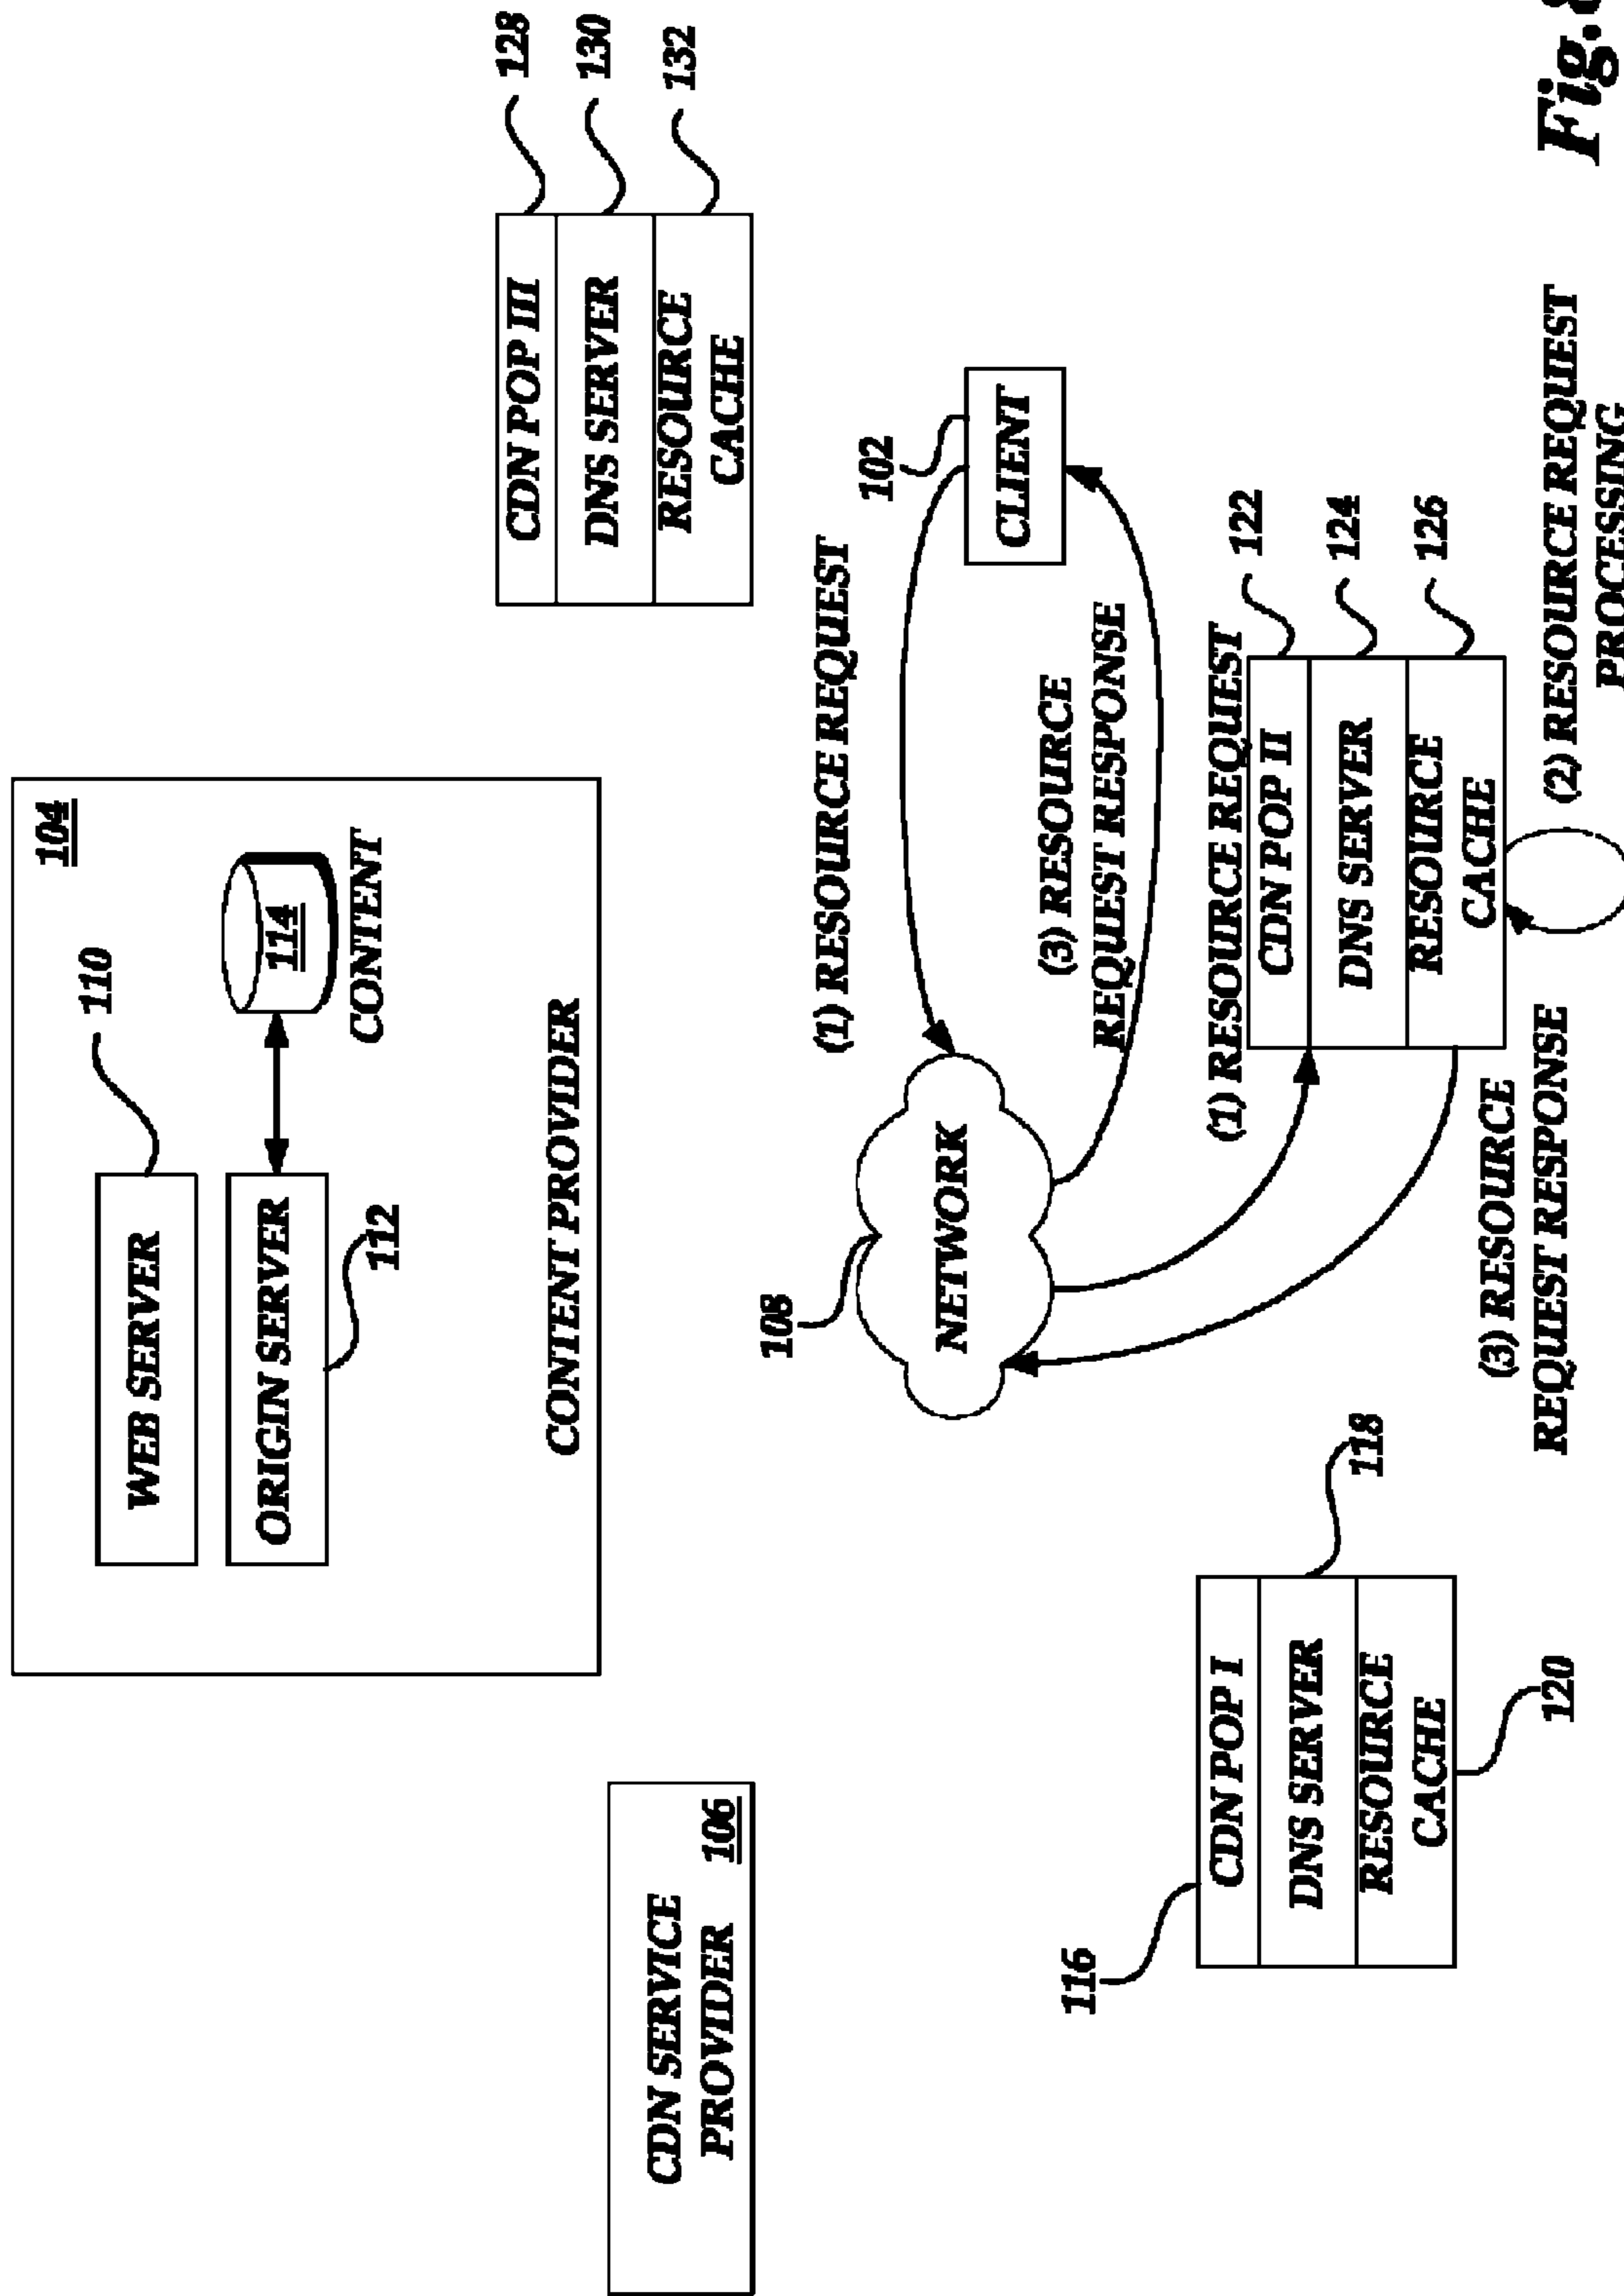 104
110
WEB SERVER
ORIGIN SERVER
112
114
CONTENT
CONTENT PROVIDER
CDN SERVICE
PROVIDER
106
128
CDN POP III
130
DNS SERVER
132
RESOURCE
CACHE
108
NETWORK
(1) RESOURCE REQUEST
102
CLIENT
(3) RESOURCE
REQUEST RESPONSE
(1) RESOURCE REQUEST
116
CDN POP I
DNS SERVER
118
RESOURCE
CACHE
120
122
CDN POP II
124
DNS SERVER
126
RESOURCE
CACHE
(3) RESOURCE
REQUEST RESPONSE
(2) RESOURCE REQUEST
PROCESSING
Fig.